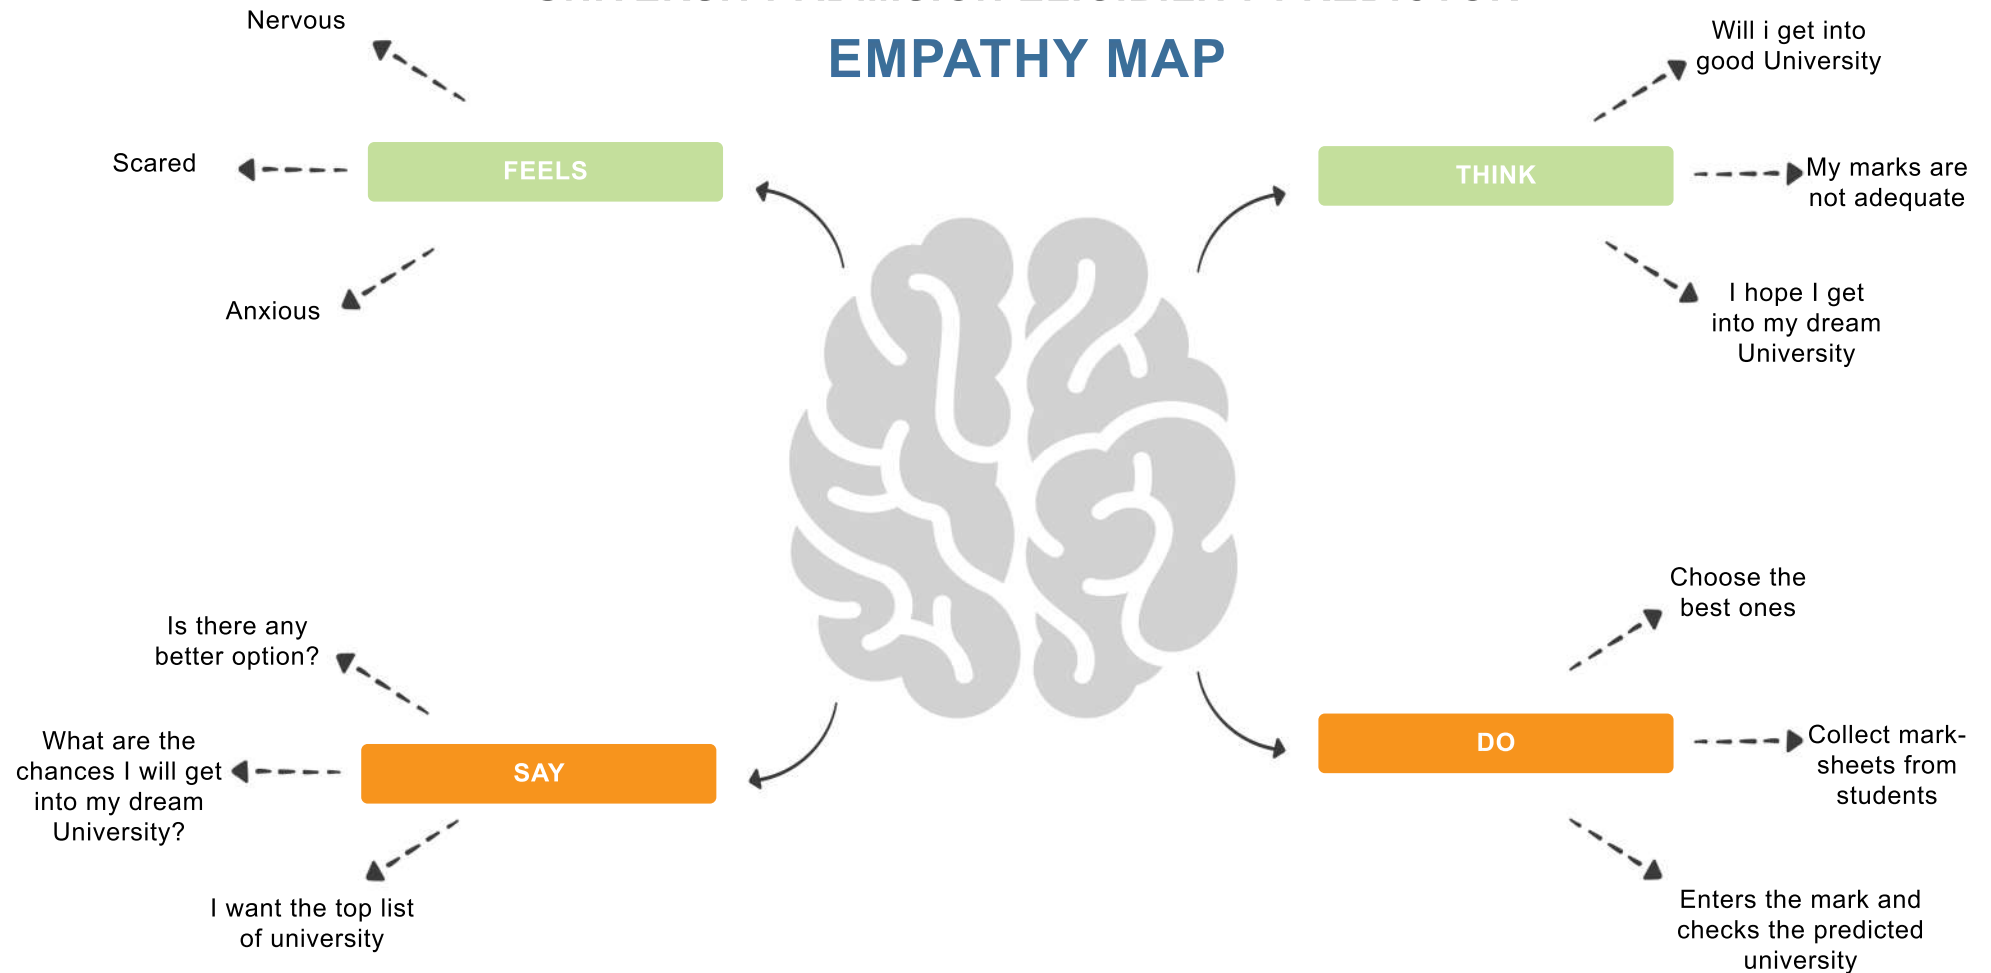 EMPATHY MAP
Nervous
Scared
FEELS
Anxious
Will i get into
good University
THINK
My marks are
not adequate
I hope I get
into my dream
University
Is there any
better option?
What are the
chances I will get
into my dream
University?
SAY
I want the top list
of university
Choose the
best ones
DO
Collect mark-
sheets from
students
Enters the mark and
checks the predicted
university